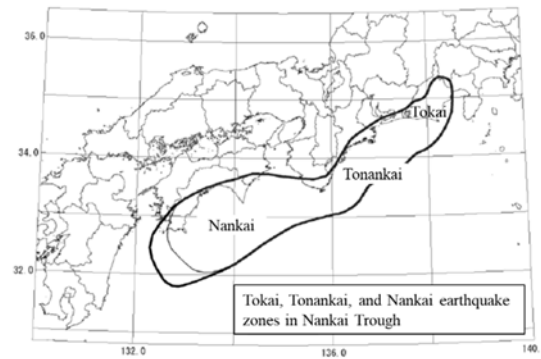 36.0
Tokai
34.0
Tonankai
Nankai
32.0
Tokai, Tonankai, and Nankai earthquake
zones in Nankai Trough
132.0
136.0
140.